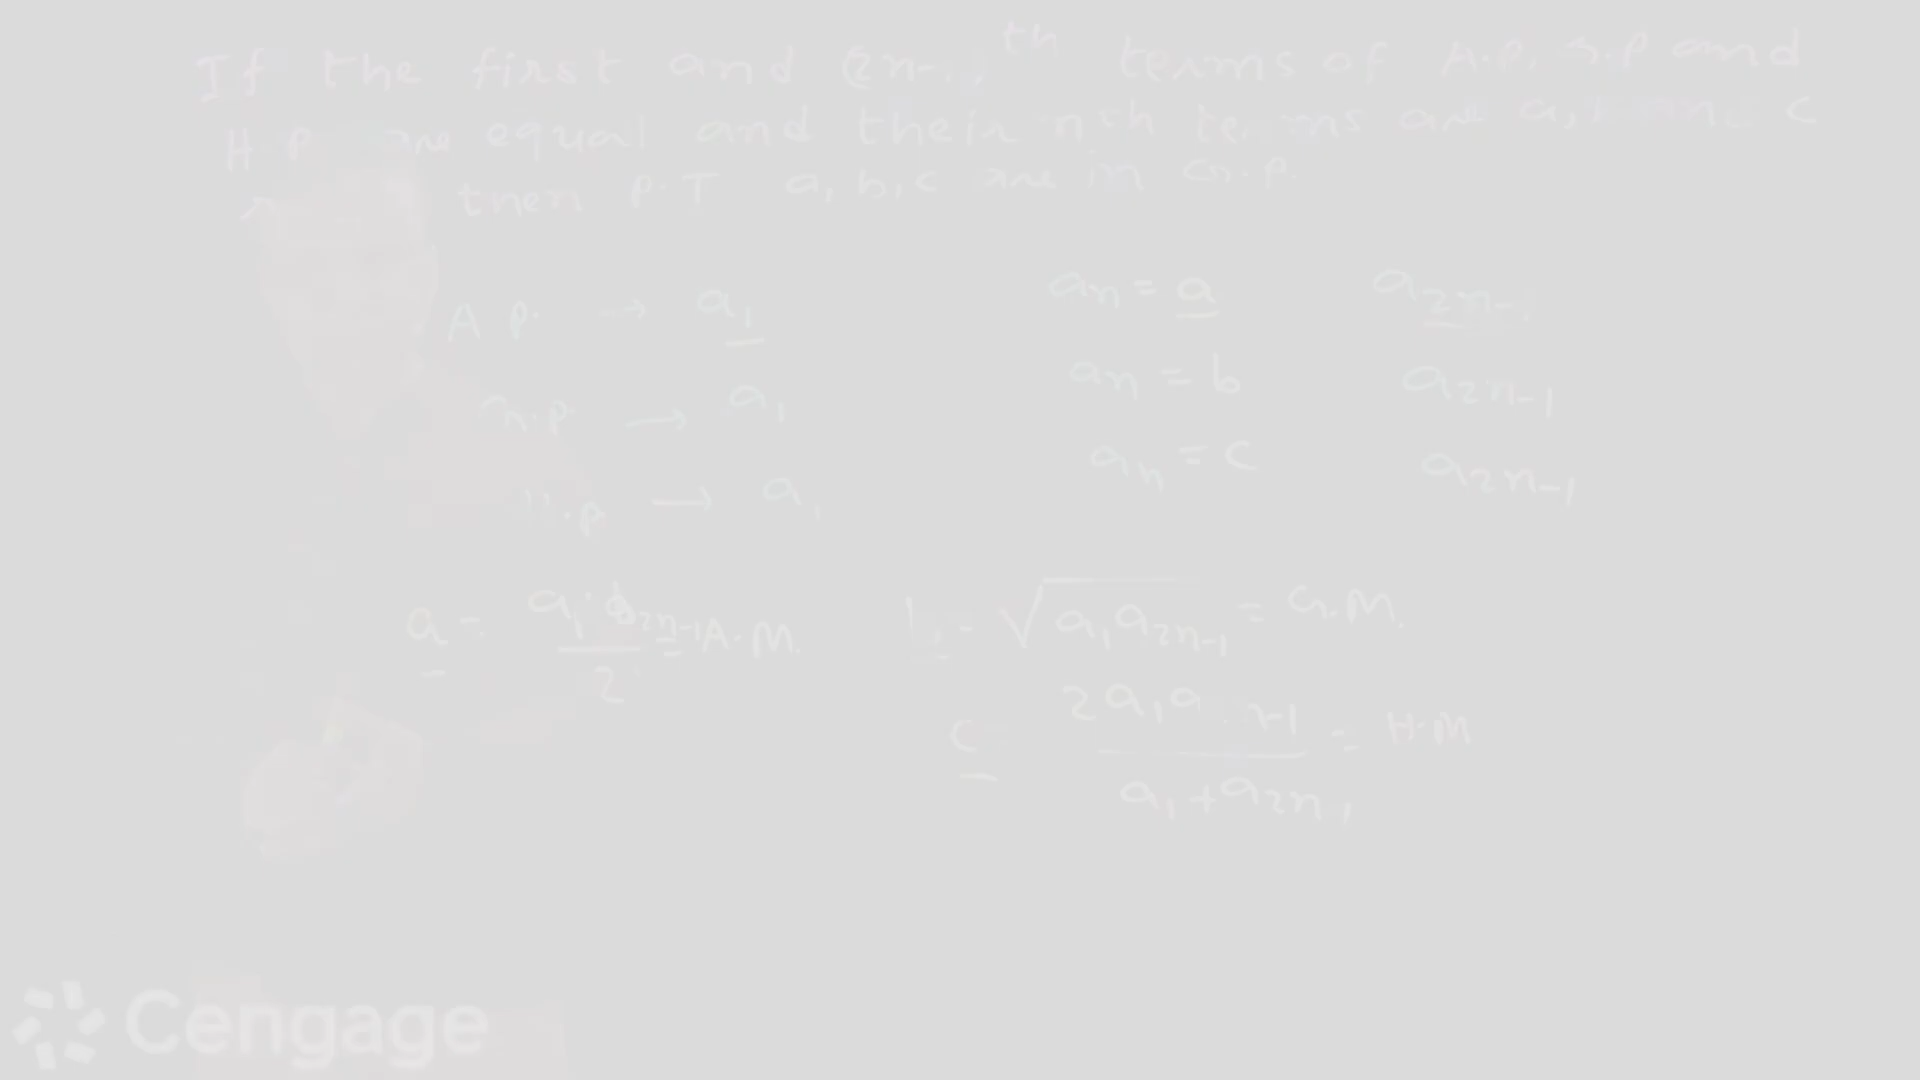 If the first and (2n-1)th terms of A.P, G.P and
H.P are equal and their nth terms are a, and c
then P.T a, b, c are in G.P.
A P. → a1 an = a a2n-1
G.P → a1 an = b a2n-1
H.P → a1 an = c a2n-1
a = a1 2n-1 / 2 A.M. b = √a1a2n-1 = G.M.
c = 2a1a2n-1 / a1+a2n-1 = H.M
Cengage